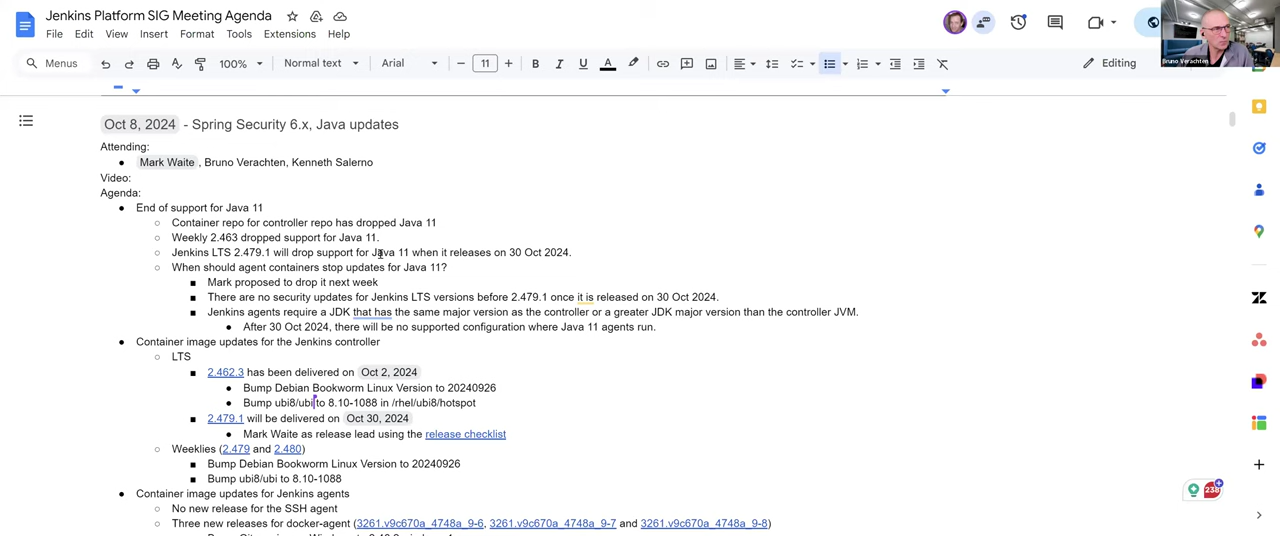 Jenkins Platform SIG Meeting Agenda
File Edit View Insert Format Tools Extensions Help
Menus 100% Normal text Arial 11 B I U A Editing
Bruno Verachten
Oct 8, 2024 - Spring Security 6.x, Java updates
Attending:
Mark Waite , Bruno Verachten, Kenneth Salerno
Video:
Agenda:
End of support for Java 11
Container repo for controller repo has dropped Java 11
Weekly 2.463 dropped support for Java 11.
Jenkins LTS 2.479.1 will drop support for Java 11 when it releases on 30 Oct 2024.
When should agent containers stop updates for Java 11?
Mark proposed to drop it next week
There are no security updates for Jenkins LTS versions before 2.479.1 once it is released on 30 Oct 2024.
Jenkins agents require a JDK that has the same major version as the controller or a greater JDK major version than the controller JVM.
After 30 Oct 2024, there will be no supported configuration where Java 11 agents run.
Container image updates for the Jenkins controller
LTS
2.462.3 has been delivered on Oct 2, 2024
Bump Debian Bookworm Linux Version to 20240926
Bump ubi8/ubi to 8.10-1088 in /rhel/ubi8/hotspot
2.479.1 will be delivered on Oct 30, 2024
Mark Waite as release lead using the release checklist
Weeklies (2.479 and 2.480)
Bump Debian Bookworm Linux Version to 20240926
Bump ubi8/ubi to 8.10-1088
Container image updates for Jenkins agents
No new release for the SSH agent
Three new releases for docker-agent (3261.v9c670a_4748a_9-6, 3261.v9c670a_4748a_9-7 and 3261.v9c670a_4748a_9-8)